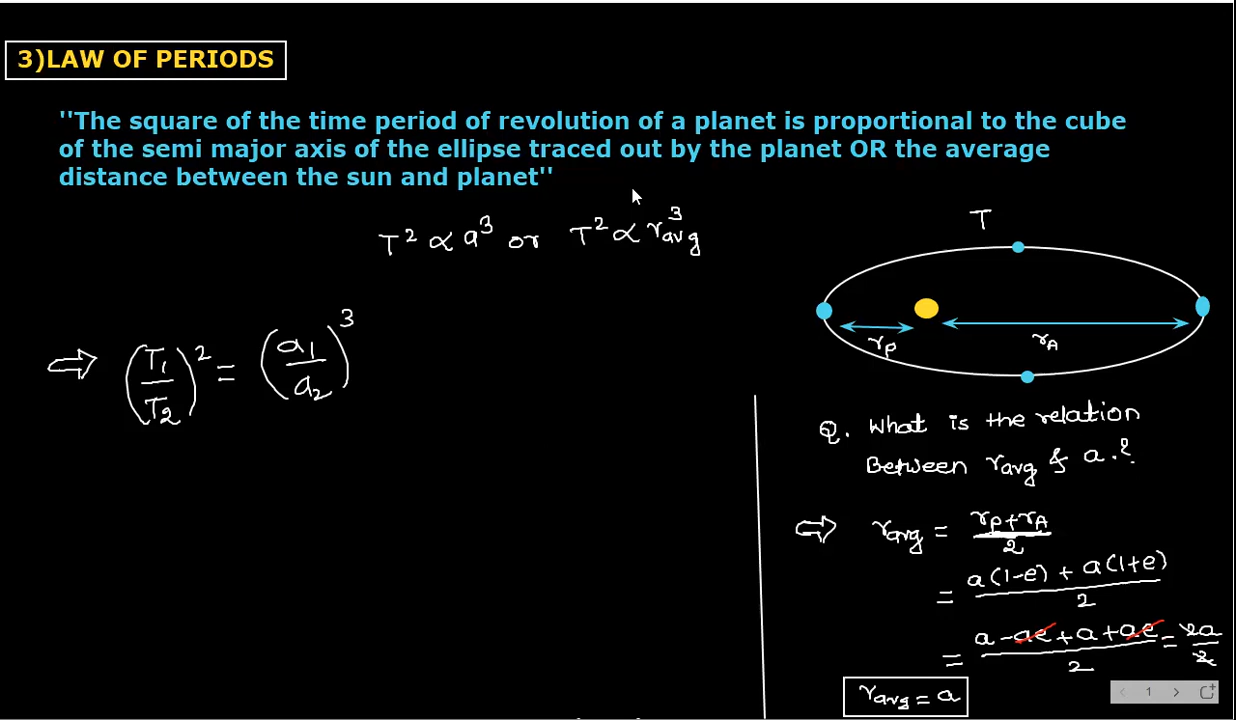 3)LAW OF PERIODS
''The square of the time period of revolution of a planet is proportional to the cube
of the semi major axis of the ellipse traced out by the planet OR the average
distance between the sun and planet''
T² ∝ a³ or T² ∝ r³avg
T
rP
rA
⇒ (T₁/T₂)² = (a₁/a₂)³
Q. What is the relation
Between ravg & a.?
⇒ ravg = (rP+rA)/2
= (a(1-e) + a(1+e))/2
= (a-ae+a+ae)/2 = 2a/2
ravg = a
1